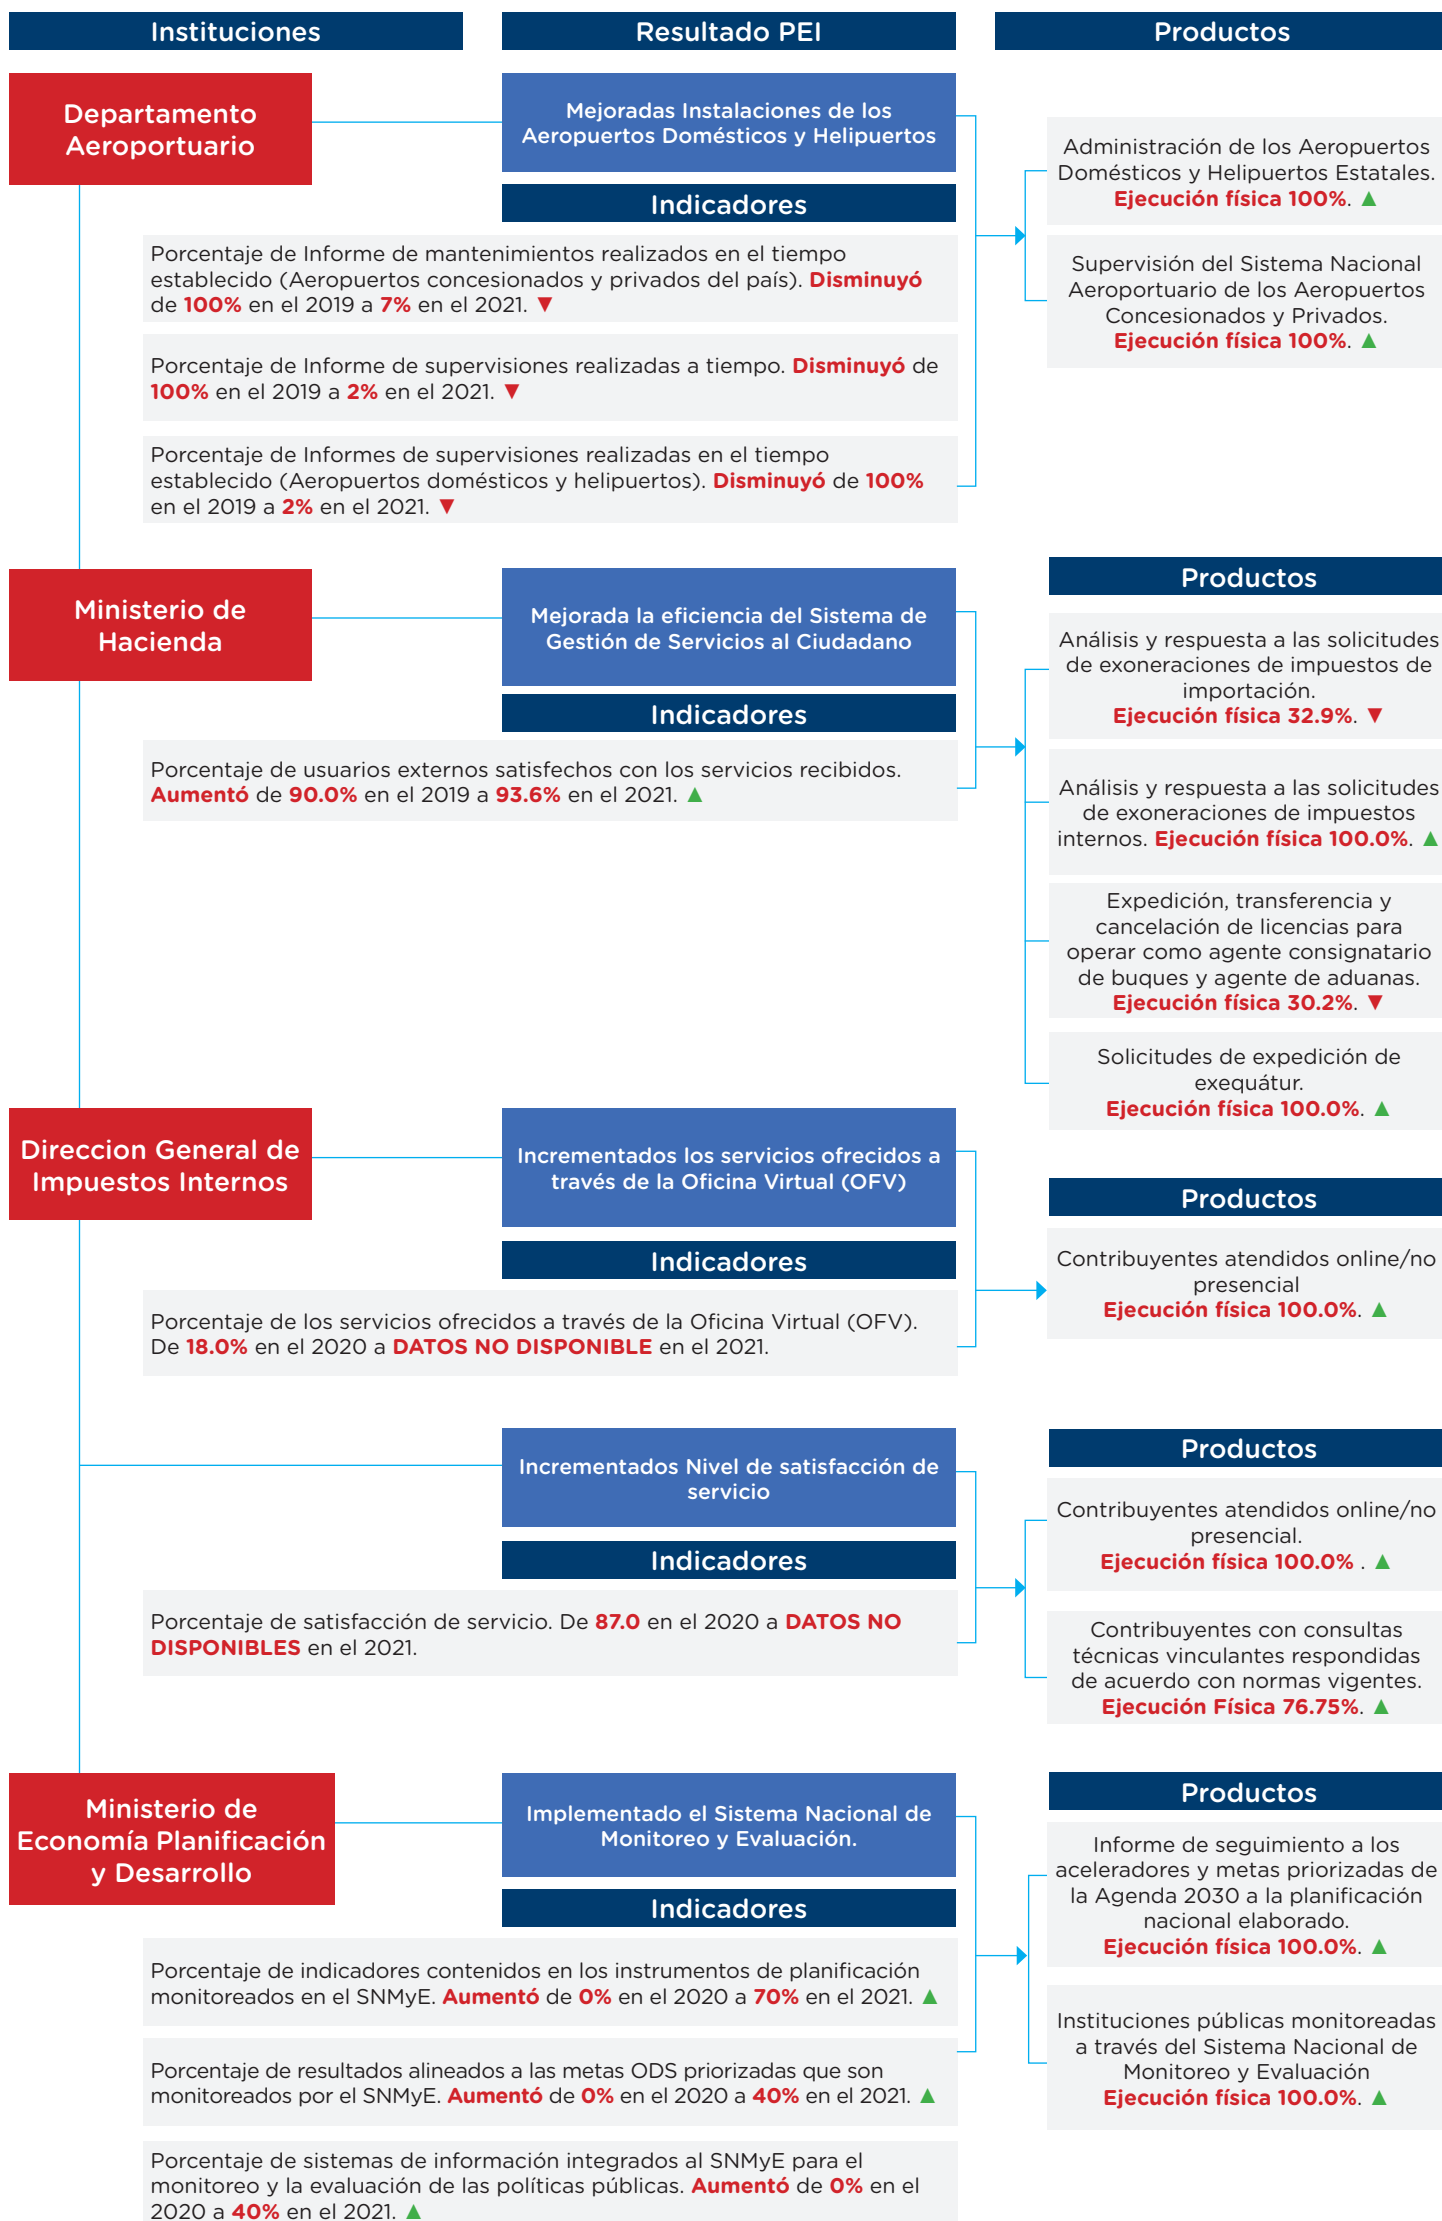 Instituciones
Resultado PEI
Productos
Departamento
Aeroportuario
Mejoradas Instalaciones de los
Aeropuertos Domésticos y Helipuertos
Indicadores
Porcentaje de Informe de mantenimientos realizados en el tiempo
establecido (Aeropuertos concesionados y privados del país). Disminuyó
de 100% en el 2019 a 7% en el 2021. ▼
Porcentaje de Informe de supervisiones realizadas a tiempo. Disminuyó de
100% en el 2019 a 2% en el 2021. ▼
Porcentaje de Informes de supervisiones realizadas en el tiempo
establecido (Aeropuertos domésticos y helipuertos). Disminuyó de 100%
en el 2019 a 2% en el 2021. ▼
Administración de los Aeropuertos
Domésticos y Helipuertos Estatales.
Ejecución física 100%. ▲
Supervisión del Sistema Nacional
Aeroportuario de los Aeropuertos
Concesionados y Privados.
Ejecución física 100%. ▲
Ministerio de
Hacienda
Mejorada la eficiencia del Sistema de
Gestión de Servicios al Ciudadano
Indicadores
Porcentaje de usuarios externos satisfechos con los servicios recibidos.
Aumentó de 90.0% en el 2019 a 93.6% en el 2021. ▲
Productos
Análisis y respuesta a las solicitudes
de exoneraciones de impuestos de
importación.
Ejecución física 32.9%. ▼
Análisis y respuesta a las solicitudes
de exoneraciones de impuestos
internos. Ejecución física 100.0%. ▲
Expedición, transferencia y
cancelación de licencias para
operar como agente consignatario
de buques y agente de aduanas.
Ejecución física 30.2%. ▼
Solicitudes de expedición de
exequátur.
Ejecución física 100.0%. ▲
Direccion General de
Impuestos Internos
Incrementados los servicios ofrecidos a
través de la Oficina Virtual (OFV)
Indicadores
Porcentaje de los servicios ofrecidos a través de la Oficina Virtual (OFV).
De 18.0% en el 2020 a DATOS NO DISPONIBLE en el 2021.
Productos
Contribuyentes atendidos online/no
presencial
Ejecución física 100.0%. ▲
Incrementados Nivel de satisfacción de
servicio
Indicadores
Porcentaje de satisfacción de servicio. De 87.0 en el 2020 a DATOS NO
DISPONIBLES en el 2021.
Productos
Contribuyentes atendidos online/no
presencial.
Ejecución física 100.0% . ▲
Contribuyentes con consultas
técnicas vinculantes respondidas
de acuerdo con normas vigentes.
Ejecución Física 76.75%. ▲
Ministerio de
Economía Planificación
y Desarrollo
Implementado el Sistema Nacional de
Monitoreo y Evaluación.
Indicadores
Porcentaje de indicadores contenidos en los instrumentos de planificación
monitoreados en el SNMyE. Aumentó de 0% en el 2020 a 70% en el 2021. ▲
Porcentaje de resultados alineados a las metas ODS priorizadas que son
monitoreados por el SNMyE. Aumentó de 0% en el 2020 a 40% en el 2021. ▲
Porcentaje de sistemas de información integrados al SNMyE para el
monitoreo y la evaluación de las políticas públicas. Aumentó de 0% en el
2020 a 40% en el 2021. ▲
Productos
Informe de seguimiento a los
aceleradores y metas priorizadas de
la Agenda 2030 a la planificación
nacional elaborado.
Ejecución física 100.0%. ▲
Instituciones públicas monitoreadas
a través del Sistema Nacional de
Monitoreo y Evaluación
Ejecución física 100.0%. ▲